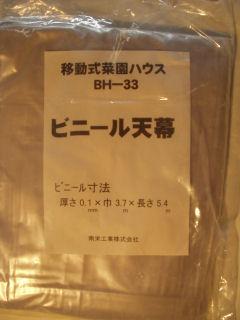 移動式菜園ハウス
BH-33
ビニール天幕
ビニール寸法
厚さ0.1×巾3.7×長さ5.4
mm m m
南栄工業株式会社